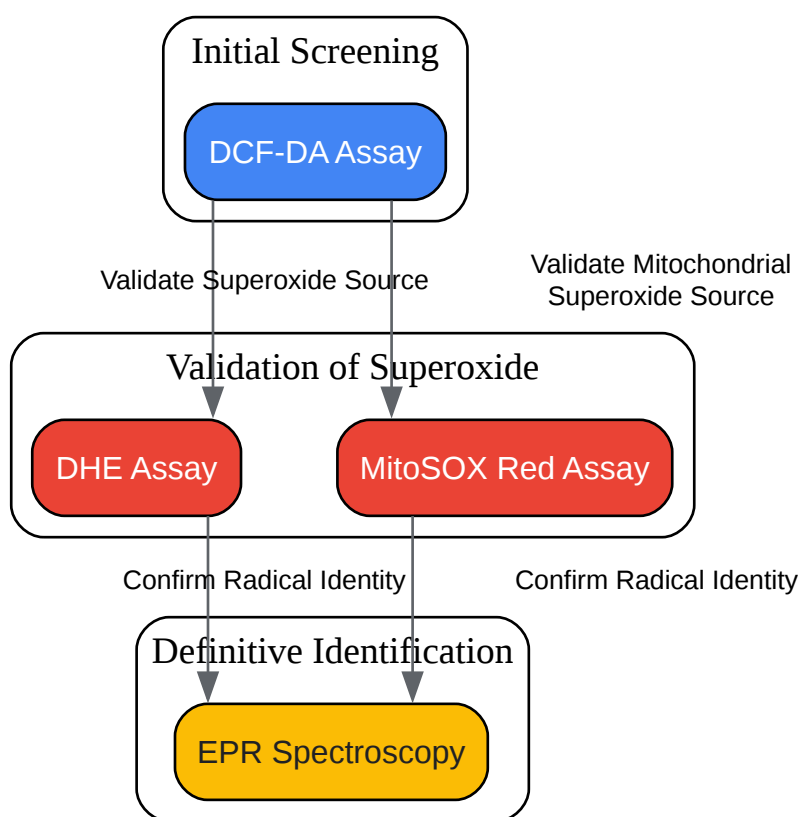 Initial Screening
DCF-DA Assay
Validate Superoxide Source
Validate Mitochondrial
Superoxide Source
Validation of Superoxide
DHE Assay
MitoSOX Red Assay
Confirm Radical Identity
Confirm Radical Identity
Definitive Identification
EPR Spectroscopy